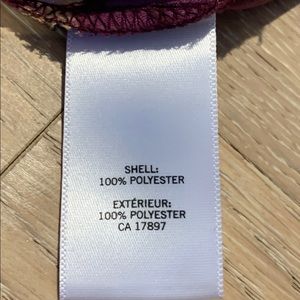 SHELL:
100% POLYESTER
EXTÉRIEUR:
100% POLYESTER
CA 17897